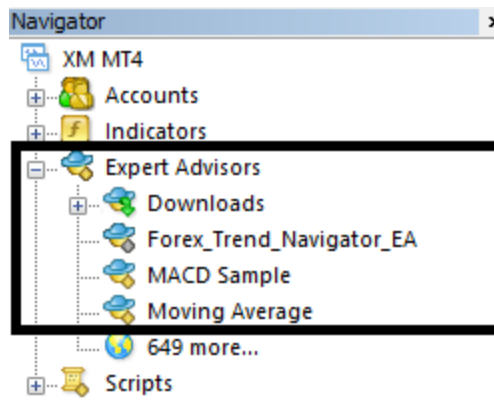 Navigator
XM MT4
Accounts
Indicators
Expert Advisors
Downloads
Forex_Trend_Navigator_EA
MACD Sample
Moving Average
649 more...
Scripts